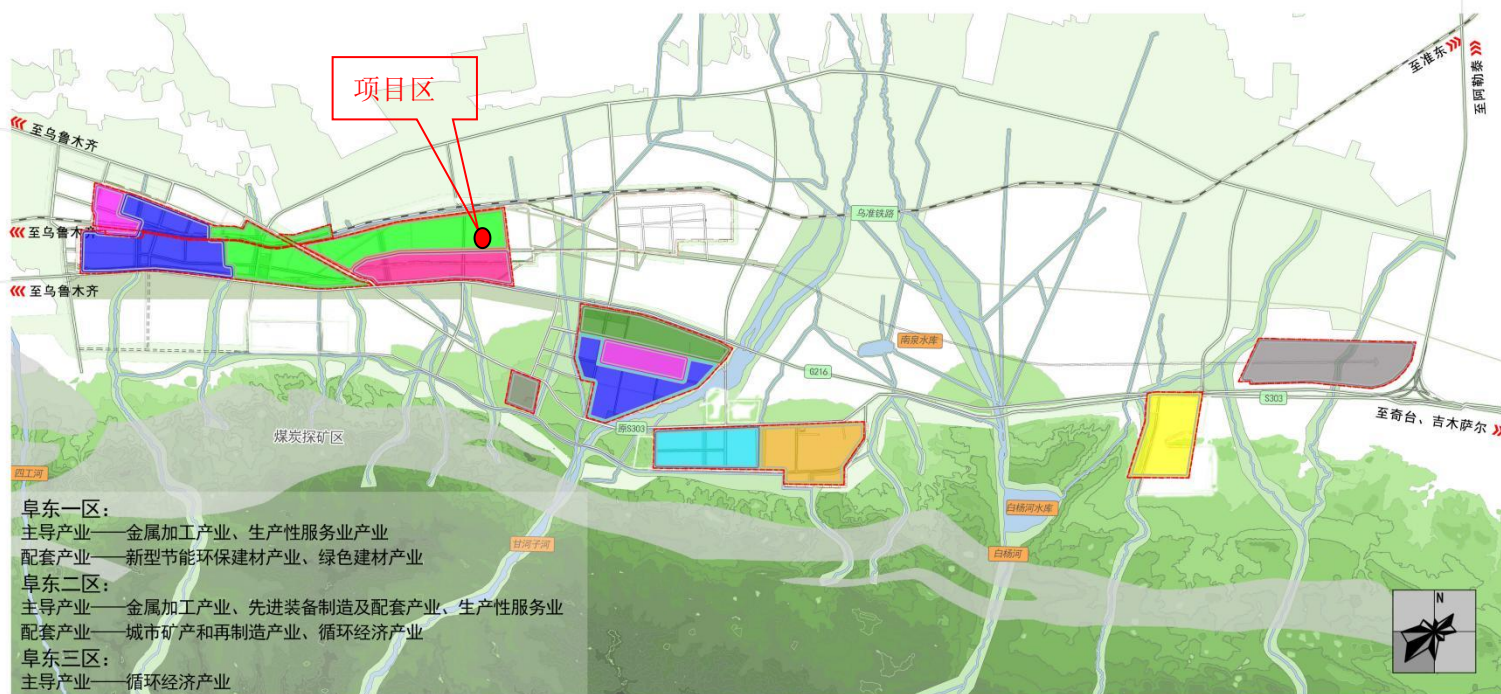 项目区
至准东
至阿勒泰
至乌鲁木齐
至乌鲁木齐
至乌鲁木齐
乌准铁路
南泉水库
G216
S303
至奇台、吉木萨尔
原S303
煤炭探矿区
四工河
白杨河水库
甘河子河
白杨河
阜东一区：
主导产业——金属加工产业、生产性服务业产业
配套产业——新型节能环保建材产业、绿色建材产业
阜东二区：
主导产业——金属加工产业、先进装备制造及配套产业、生产性服务业
配套产业——城市矿产和再制造产业、循环经济产业
阜东三区：
主导产业——循环经济产业
N